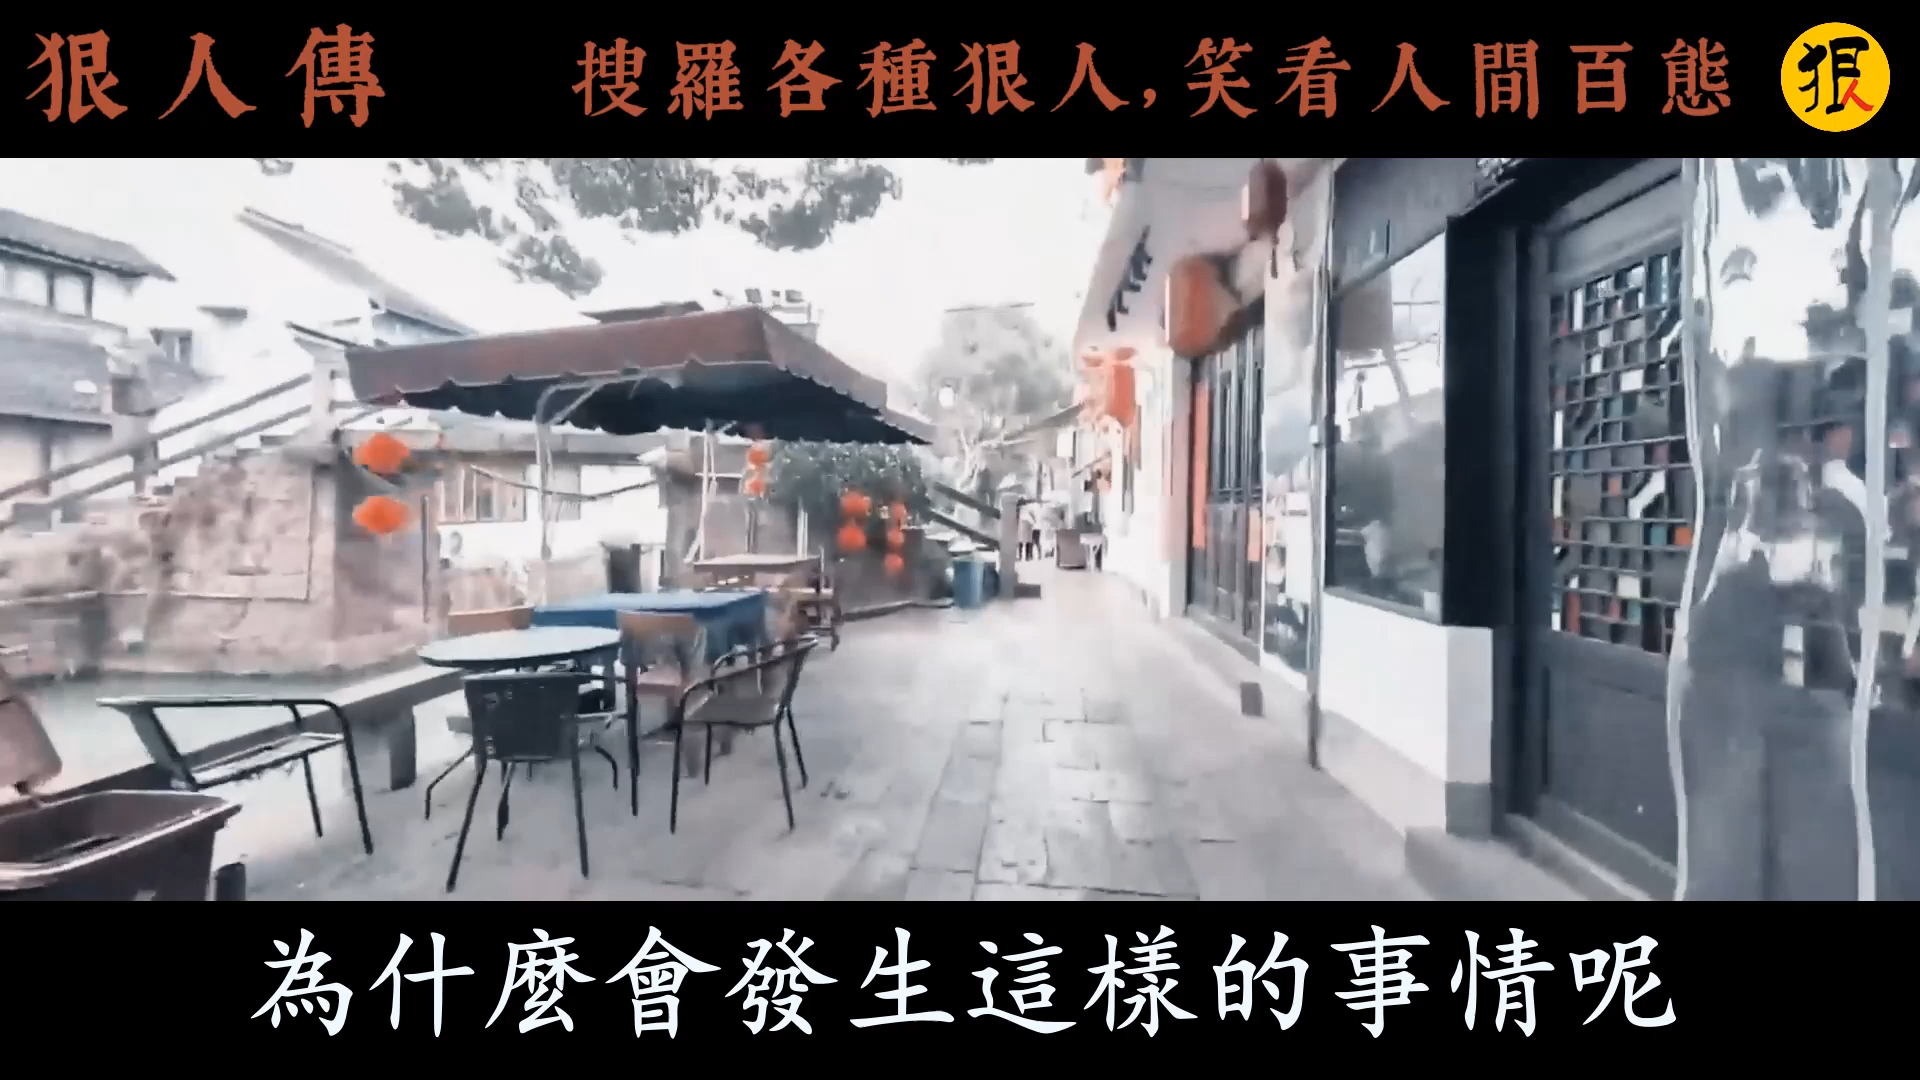 狠人傳
搜羅各種狠人,笑看人間百態
狠人
為什麼會發生這樣的事情呢